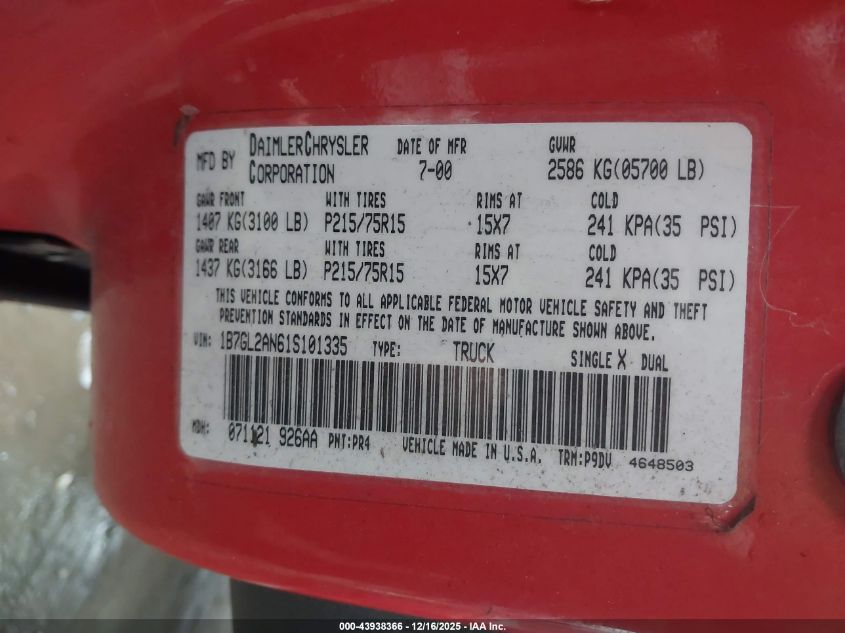 MFD BY DAIMLERCHRYSLER CORPORATION DATE OF MFR 7-00 GVWR 2586 KG(05700 LB)
GAWR FRONT WITH TIRES RIMS AT COLD
1407 KG(3100 LB) P215/75R15 15X7 241 KPA(35 PSI)
GAWR REAR WITH TIRES RIMS AT COLD
1437 KG(3166 LB) P215/75R15 15X7 241 KPA(35 PSI)
THIS VEHICLE CONFORMS TO ALL APPLICABLE FEDERAL MOTOR VEHICLE SAFETY AND THEFT
PREVENTION STANDARDS IN EFFECT ON THE DATE OF MANUFACTURE SHOWN ABOVE.
VIN: 1B7GL2AN61S101335 TYPE: TRUCK SINGLE X DUAL
MDH: 071121 926AA PNT:PR4 VEHICLE MADE IN U.S.A. TRM:P9DV 4648503
000-43938366 - 12/16/2025 - IAA Inc.